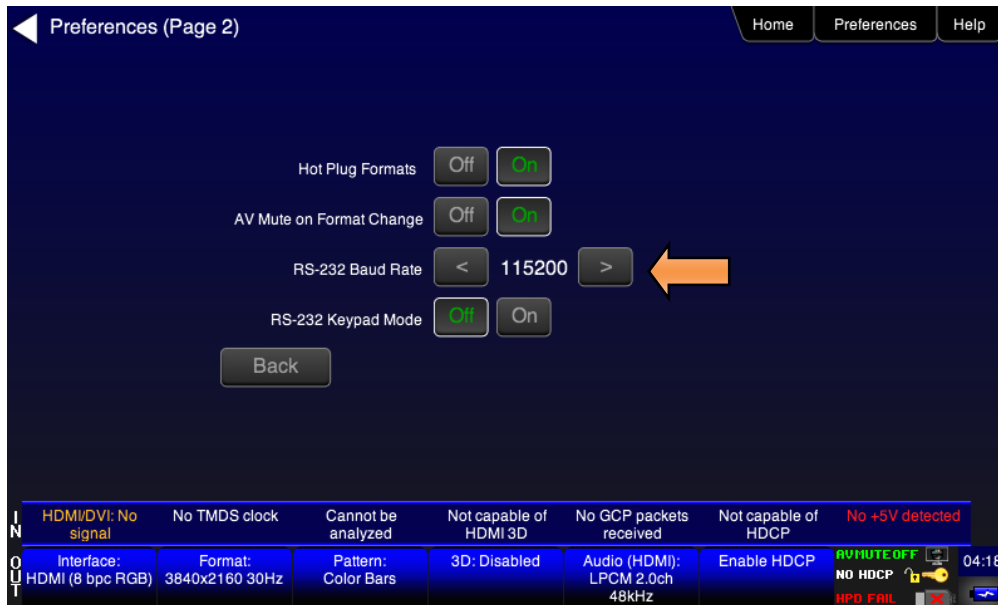 Preferences (Page 2)
Home
Preferences
Help
Hot Plug Formats
Off
On
AV Mute on Format Change
Off
On
RS-232 Baud Rate
<
115200
>
RS-232 Keypad Mode
Off
On
Back
IN
HDMI/DVI: No
signal
No TMDS clock
Cannot be
analyzed
Not capable of
HDMI 3D
No GCP packets
received
Not capable of
HDCP
No +5V detected
OUT
Interface:
HDMI (8 bpc RGB)
Format:
3840x2160 30Hz
Pattern:
Color Bars
3D: Disabled
Audio (HDMI):
LPCM 2.0ch
48kHz
Enable HDCP
AVMUTEOFF
NO HDCP
HPD FAIL
04:18